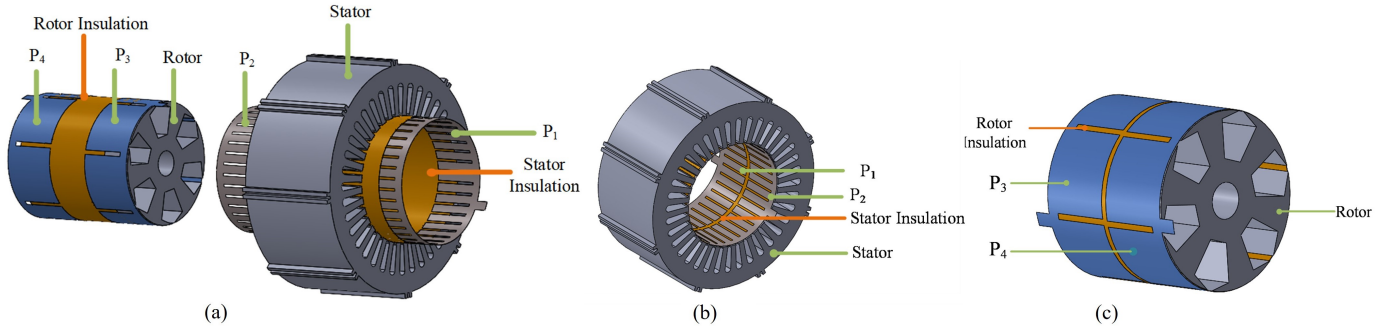 Rotor Insulation
P4
P3
Rotor
P2
Stator
P1
Stator
Insulation
(a)
P1
P2
Stator Insulation
Stator
(b)
Rotor
Insulation
P3
P4
Rotor
(c)